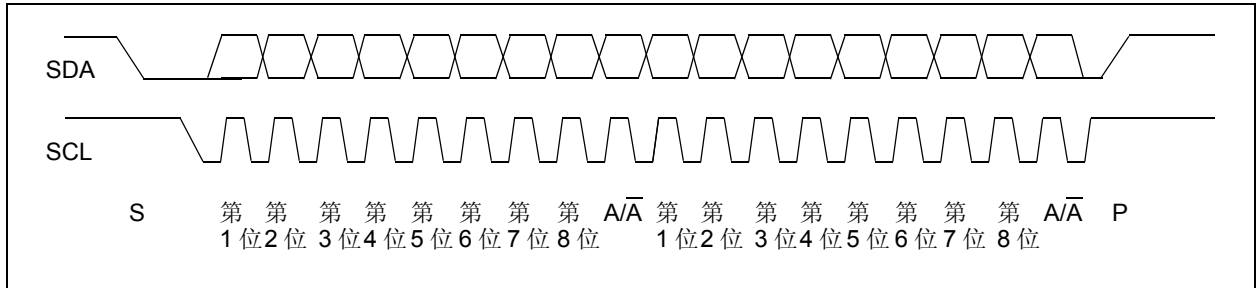 SDA
SCL
S 第 第 第 第 第 第 第 第 A/A̅ 第 第 第 第 第 第 第 第 A/A̅ P
1 位 2 位 3 位 4 位 5 位 6 位 7 位 8 位 1 位 2 位 3 位 4 位 5 位 6 位 7 位 8 位